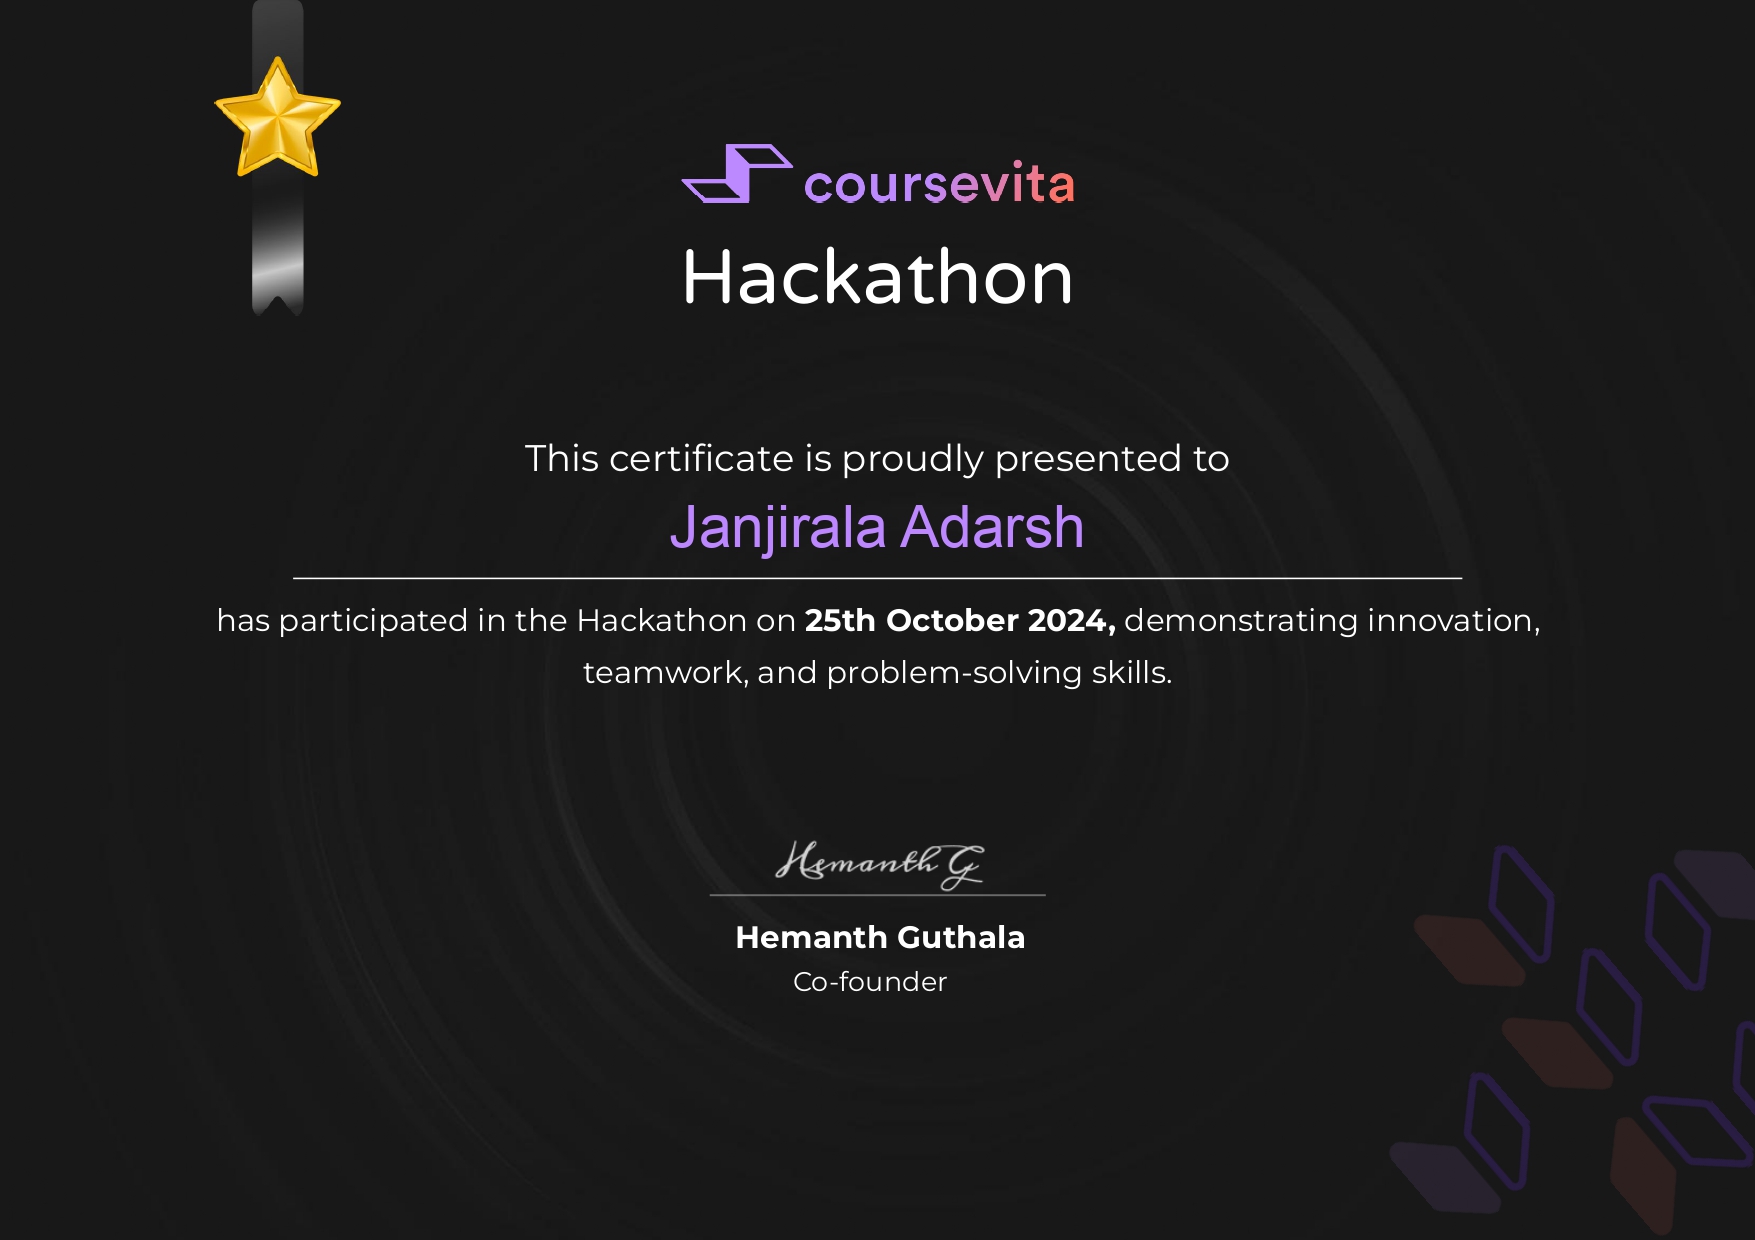 coursevita
Hackathon
This certificate is proudly presented to
Janjirala Adarsh
has participated in the Hackathon on 25th October 2024, demonstrating innovation,
teamwork, and problem-solving skills.
Hemanth G
Hemanth Guthala
Co-founder